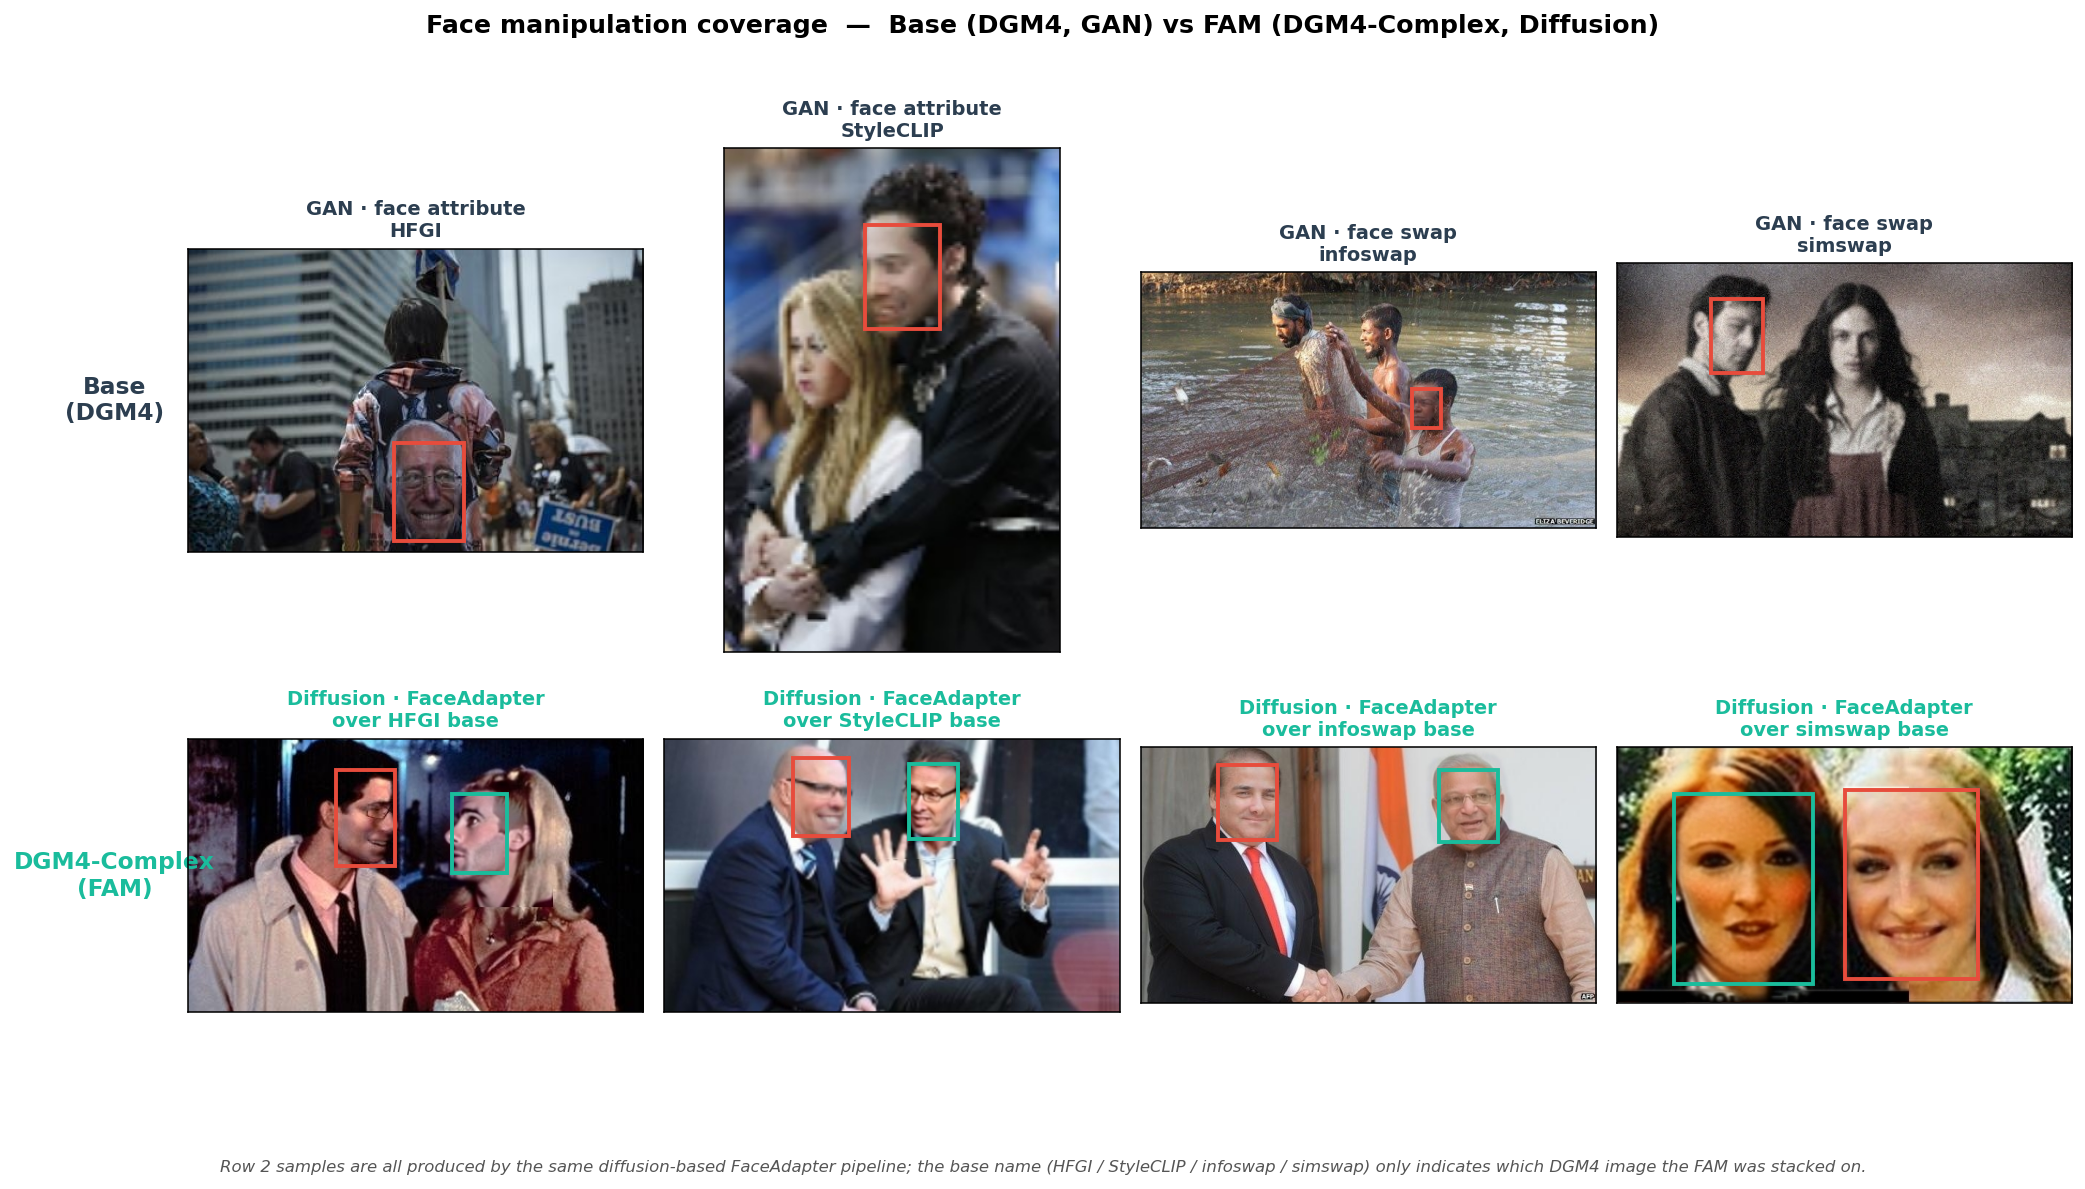 Face manipulation coverage — Base (DGM4, GAN) vs FAM (DGM4-Complex, Diffusion)
GAN · face attribute
HFGI
GAN · face attribute
StyleCLIP
GAN · face swap
infoswap
GAN · face swap
simswap
Base
(DGM4)
BUST
Bernie
ELIZA BEVERIDGE
Diffusion · FaceAdapter
over HFGI base
Diffusion · FaceAdapter
over StyleCLIP base
Diffusion · FaceAdapter
over infoswap base
Diffusion · FaceAdapter
over simswap base
DGM4-Complex
(FAM)
AFP
Row 2 samples are all produced by the same diffusion-based FaceAdapter pipeline; the base name (HFGI / StyleCLIP / infoswap / simswap) only indicates which DGM4 image the FAM was stacked on.